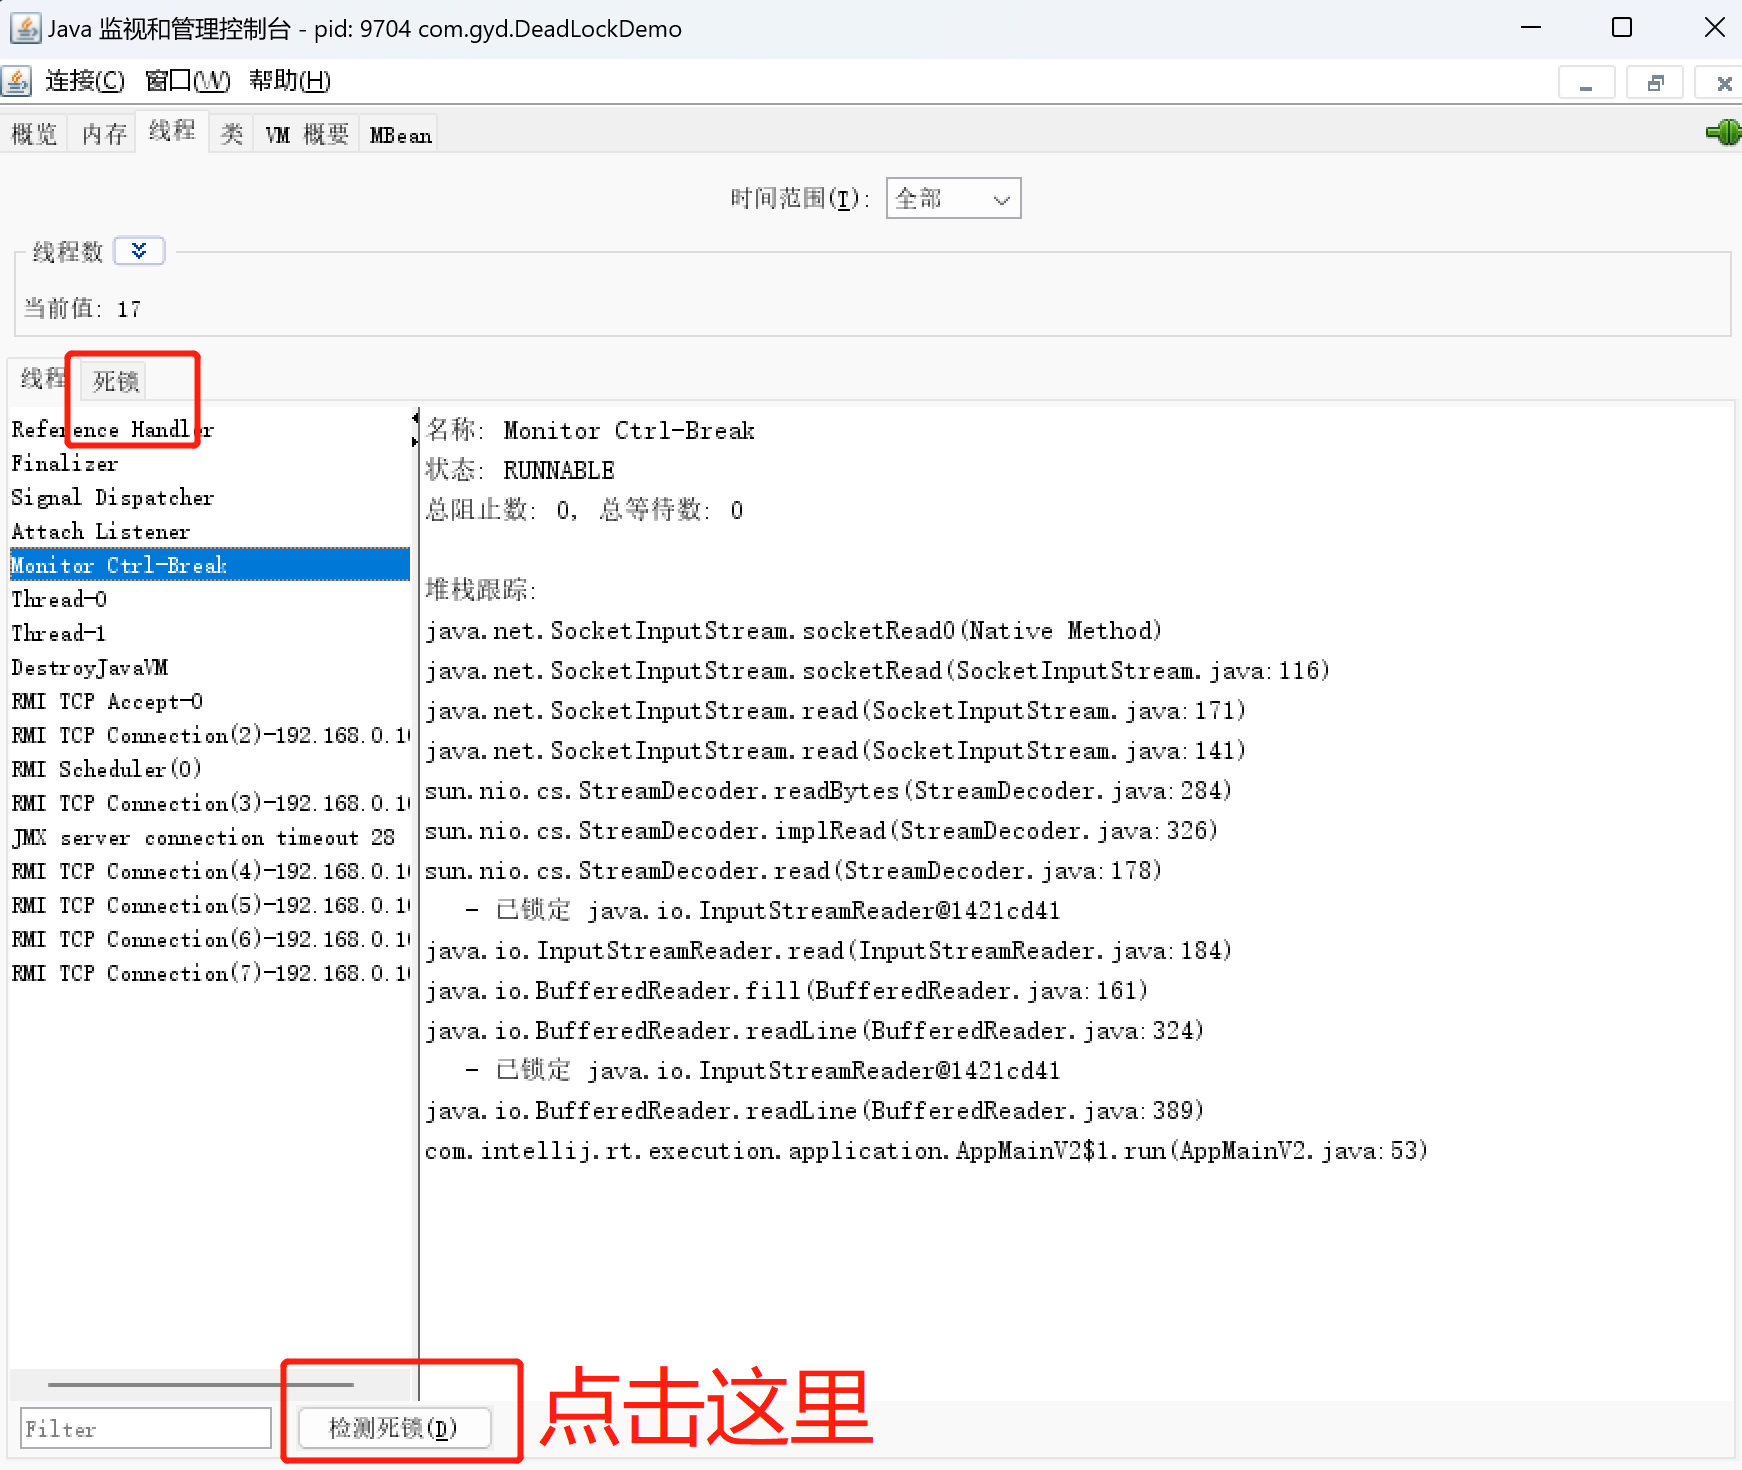 Java 监视和管理控制台 - pid: 9704 com.gyd.DeadLockDemo
连接(C) 窗口(W) 帮助(H)
概览 内存 线程 类 VM 概要 MBean
时间范围(T): 全部
线程数
当前值: 17
线程 死锁
Reference Handler
Finalizer
Signal Dispatcher
Attach Listener
Monitor Ctrl-Break
Thread-0
Thread-1
DestroyJavaVM
RMI TCP Accept-0
RMI TCP Connection(2)-192.168.0.10
RMI Scheduler(0)
RMI TCP Connection(3)-192.168.0.10
JMX server connection timeout 28
RMI TCP Connection(4)-192.168.0.10
RMI TCP Connection(5)-192.168.0.10
RMI TCP Connection(6)-192.168.0.10
RMI TCP Connection(7)-192.168.0.10
名称: Monitor Ctrl-Break
状态: RUNNABLE
总阻止数: 0, 总等待数: 0
堆栈跟踪:
java.net.SocketInputStream.socketRead0(Native Method)
java.net.SocketInputStream.socketRead(SocketInputStream.java:116)
java.net.SocketInputStream.read(SocketInputStream.java:171)
java.net.SocketInputStream.read(SocketInputStream.java:141)
sun.nio.cs.StreamDecoder.readBytes(StreamDecoder.java:284)
sun.nio.cs.StreamDecoder.implRead(StreamDecoder.java:326)
sun.nio.cs.StreamDecoder.read(StreamDecoder.java:178)
- 已锁定 java.io.InputStreamReader@1421cd41
java.io.InputStreamReader.read(InputStreamReader.java:184)
java.io.BufferedReader.fill(BufferedReader.java:161)
java.io.BufferedReader.readLine(BufferedReader.java:324)
- 已锁定 java.io.InputStreamReader@1421cd41
java.io.BufferedReader.readLine(BufferedReader.java:389)
com.intellij.rt.execution.application.AppMainV2$1.run(AppMainV2.java:53)
Filter 检测死锁(D) 点击这里